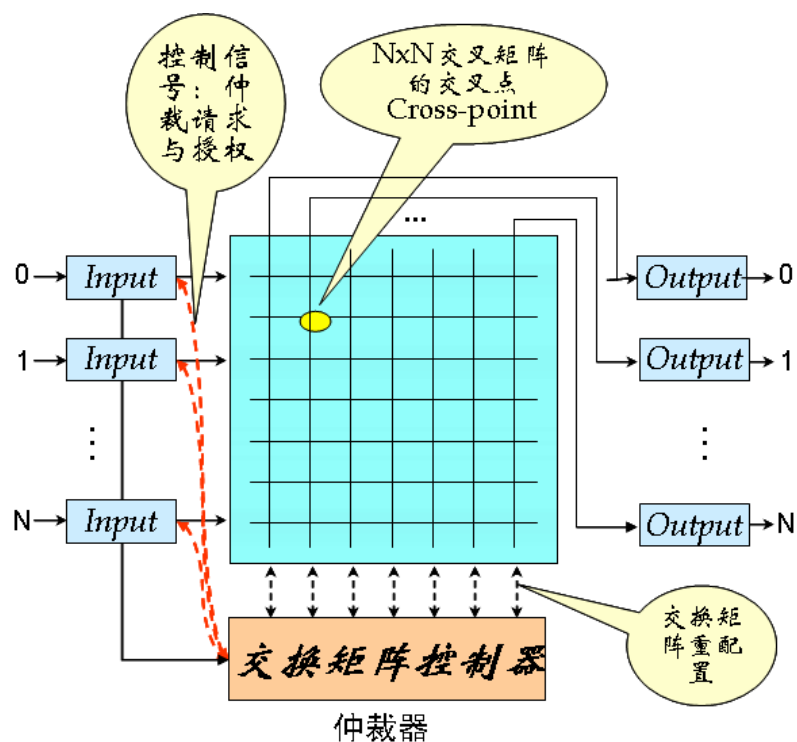 控制信
号：仲
裁请求
与授权
NxN交叉矩阵
的交叉点
Cross-point
...
0
Input
Output
0
1
Input
Output
1
⋮
⋮
N
Input
Output
N
交换矩阵控制器
交换矩
阵重配
置
仲裁器